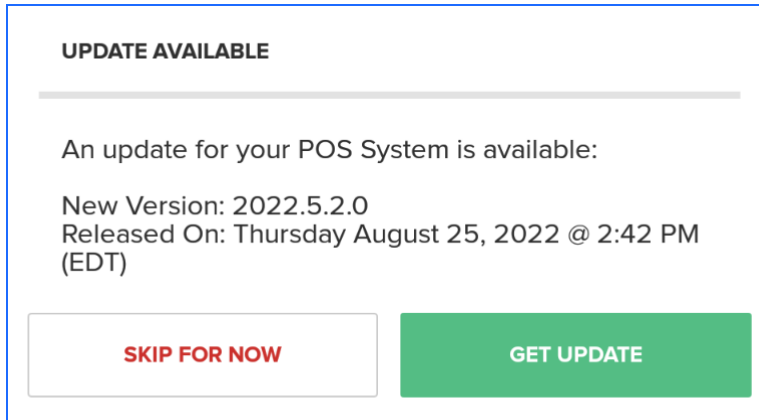 UPDATE AVAILABLE
An update for your POS System is available:
New Version: 2022.5.2.0
Released On: Thursday August 25, 2022 @ 2:42 PM
(EDT)
SKIP FOR NOW
GET UPDATE